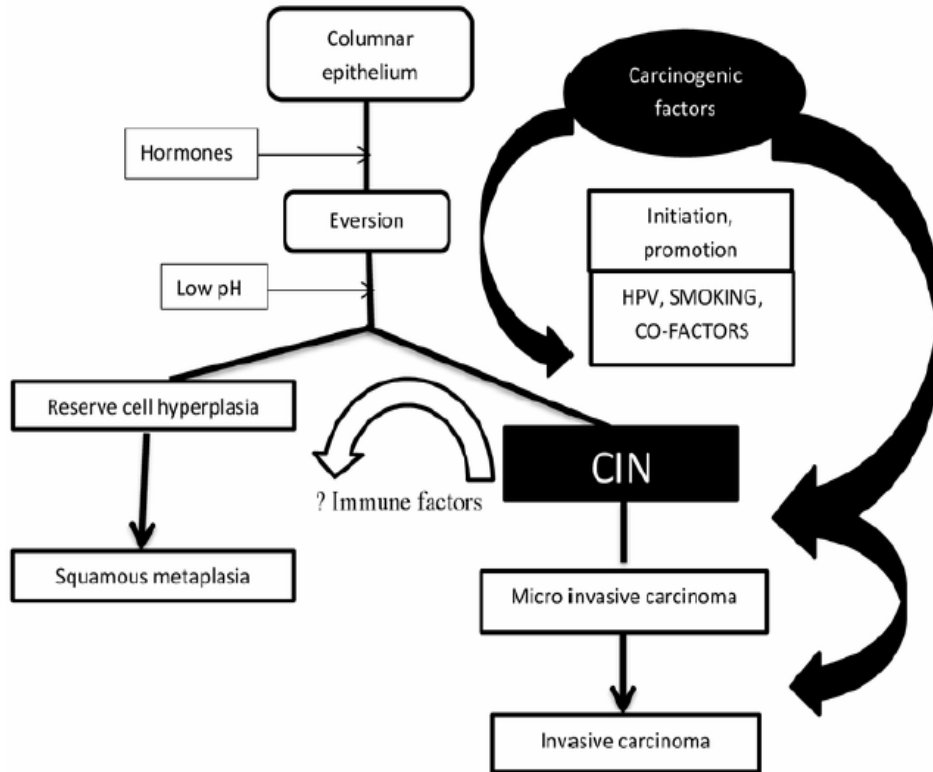 Columnar
epithelium
Carcinogenic
factors
Hormones
Initiation,
promotion
Eversion
Low pH
HPV, SMOKING,
CO-FACTORS
Reserve cell hyperplasia
CIN
? Immune factors
Squamous metaplasia
Micro invasive carcinoma
Invasive carcinoma